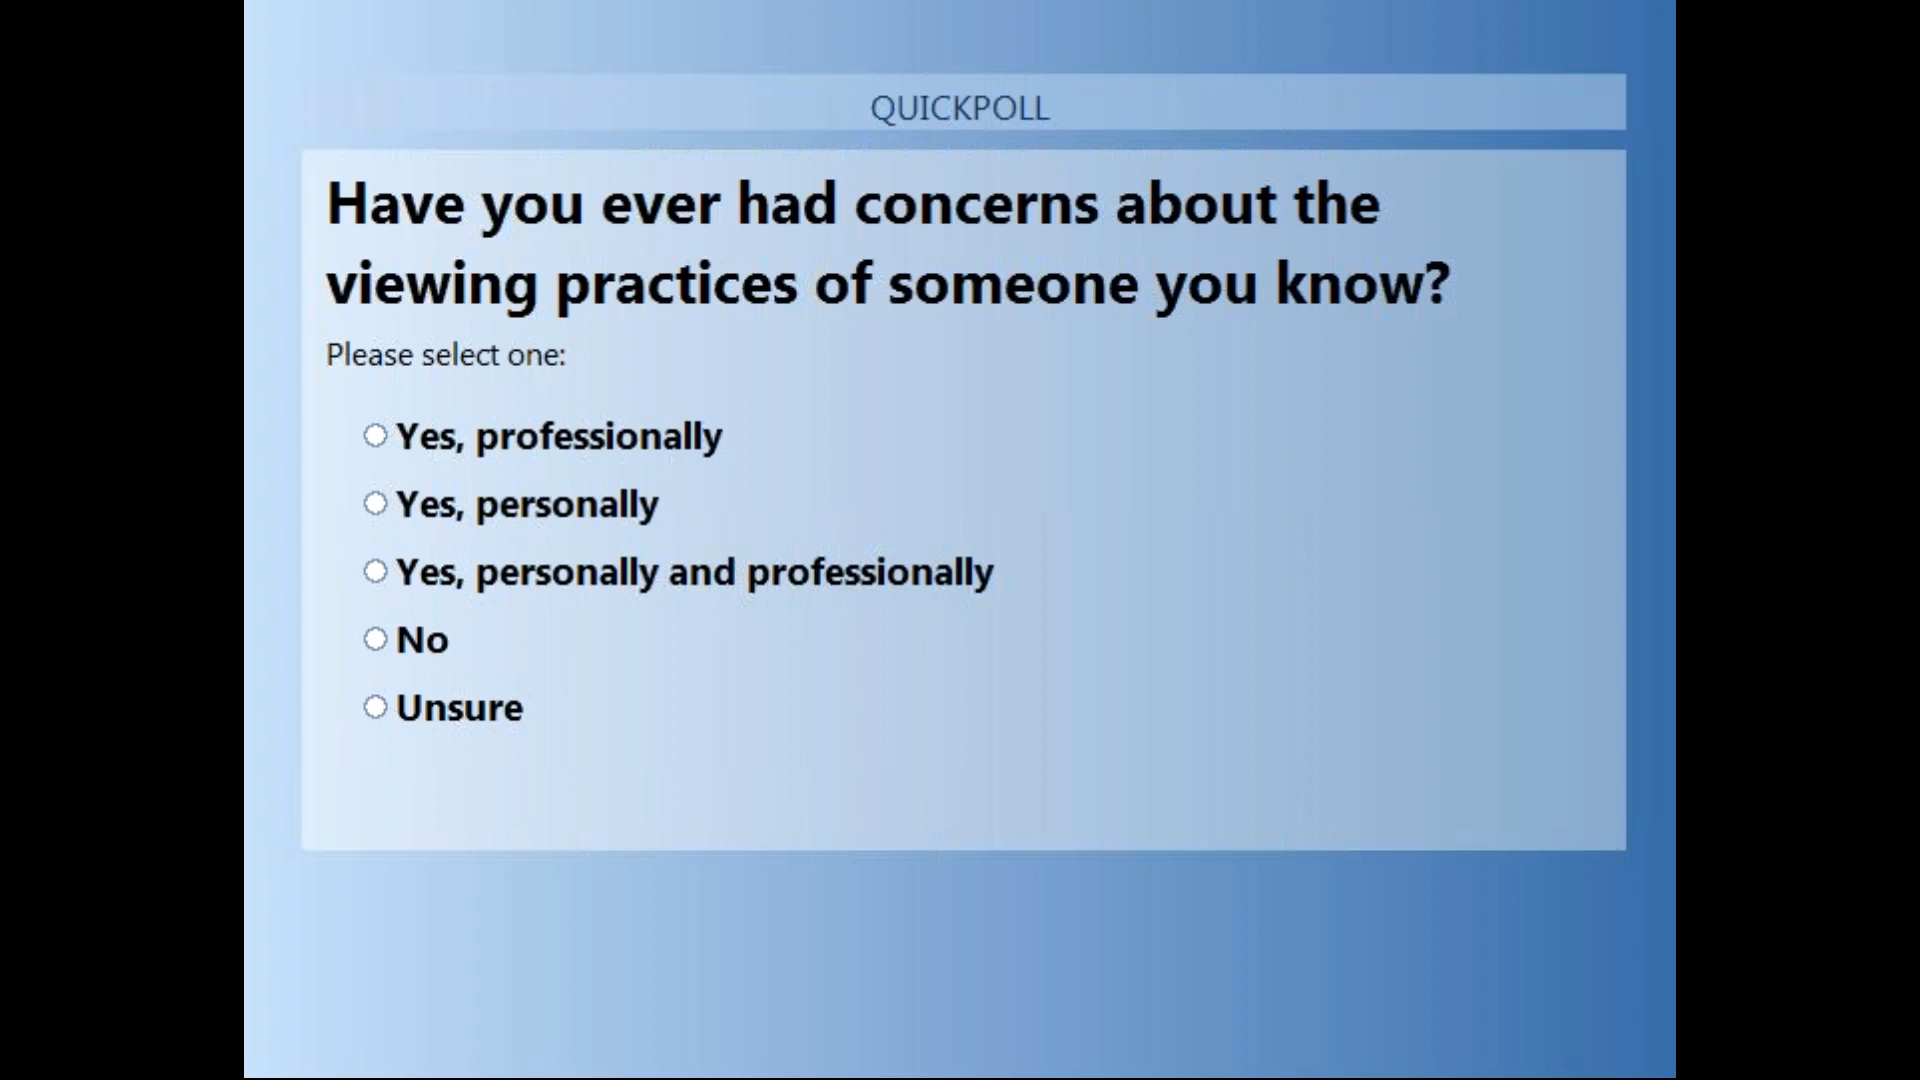 QUICKPOLL
Have you ever had concerns about the
viewing practices of someone you know?
Please select one:
Yes, professionally
Yes, personally
Yes, personally and professionally
No
Unsure